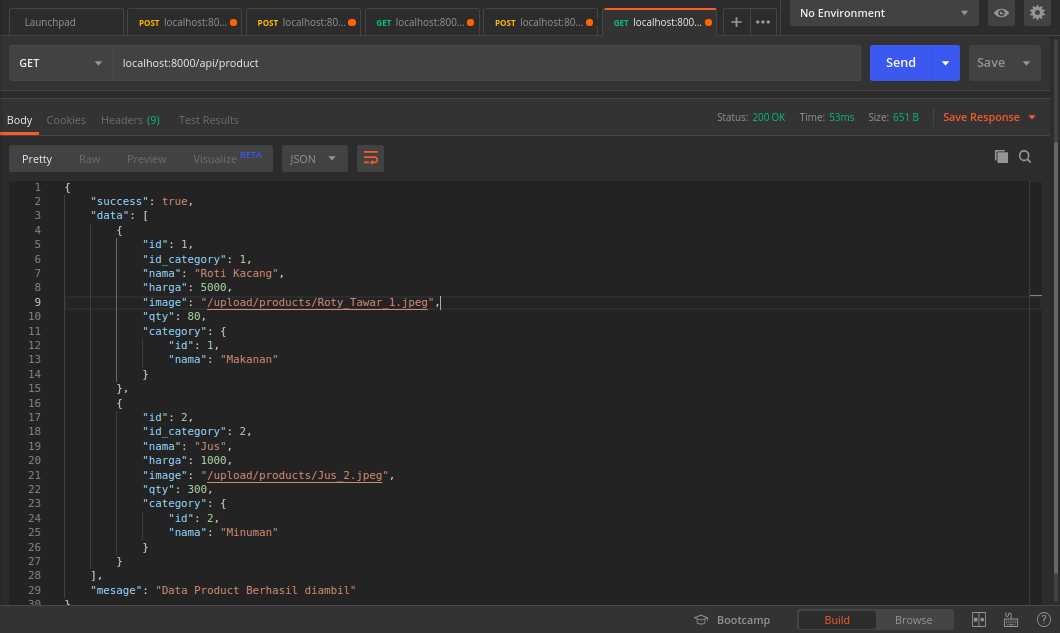 Launchpad
POST localhost:80...
POST localhost:80...
GET localhost:800...
POST localhost:80...
GET localhost:800...
No Environment
GET
localhost:8000/api/product
Send
Save
Body Cookies Headers (9) Test Results
Status: 200 OK Time: 53ms Size: 651 B Save Response
Pretty Raw Preview Visualize BETA JSON
1 {
2 "success": true,
3 "data": [
4 {
5 "id": 1,
6 "id_category": 1,
7 "nama": "Roti Kacang",
8 "harga": 5000,
9 "image": "/upload/products/Roty_Tawar_1.jpeg",
10 "qty": 80,
11 "category": {
12 "id": 1,
13 "nama": "Makanan"
14 }
15 },
16 {
17 "id": 2,
18 "id_category": 2,
19 "nama": "Jus",
20 "harga": 1000,
21 "image": "/upload/products/Jus_2.jpeg",
22 "qty": 300,
23 "category": {
24 "id": 2,
25 "nama": "Minuman"
26 }
27 }
28 ],
29 "mesage": "Data Product Berhasil diambil"
30 }
Bootcamp Build Browse